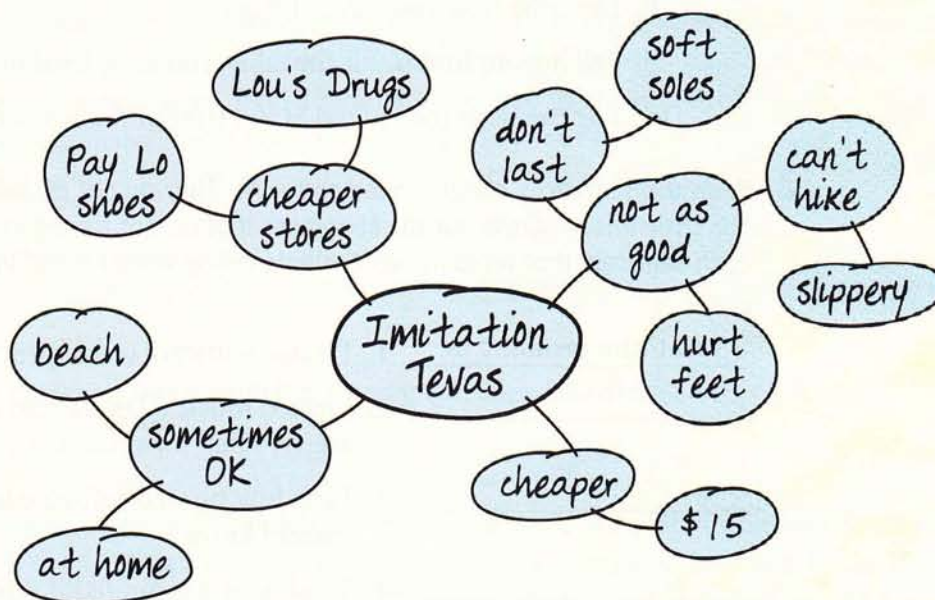 Lou's Drugs
soft
soles
Pay Lo
shoes
cheaper
stores
don't
last
not as
good
can't
hike
slippery
Imitation
Tevas
beach
hurt
feet
sometimes
OK
cheaper
$15
at home